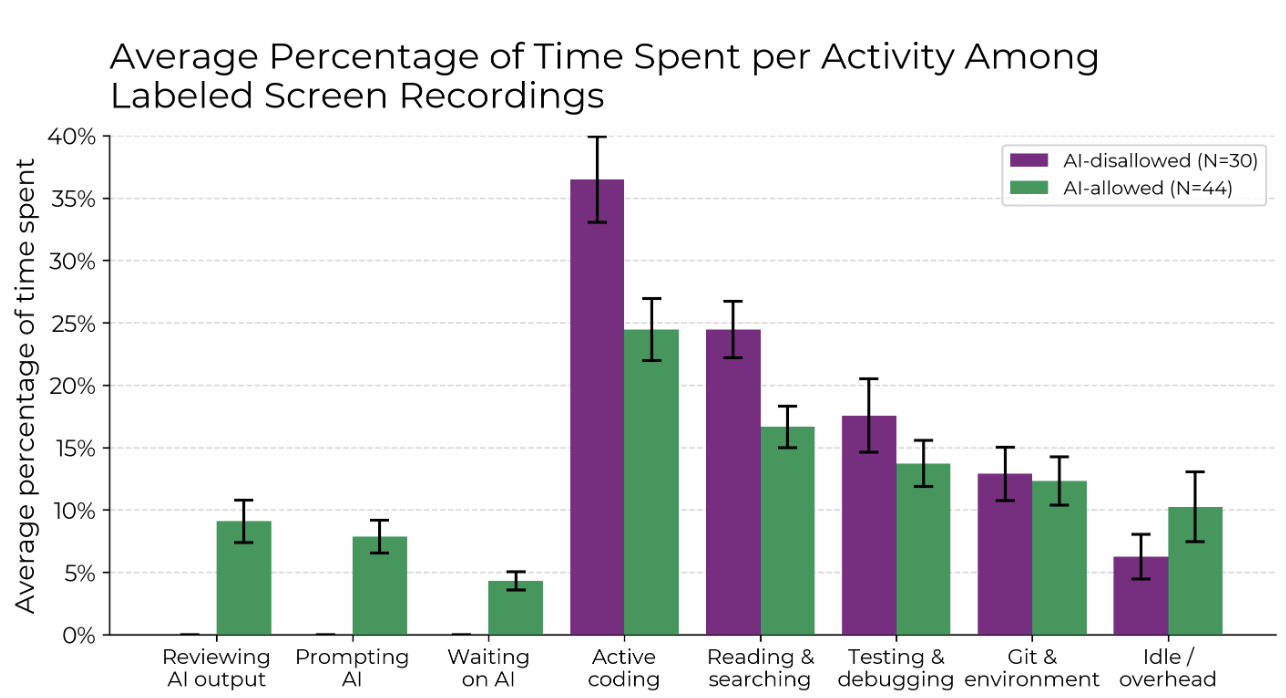 Average Percentage of Time Spent per Activity Among
Labeled Screen Recordings
Average percentage of time spent
40%
35%
30%
25%
20%
15%
10%
5%
0%
AI-disallowed (N=30)
AI-allowed (N=44)
Reviewing
AI output
Prompting
AI
Waiting
on AI
Active
coding
Reading &
searching
Testing &
debugging
Git &
environment
Idle /
overhead